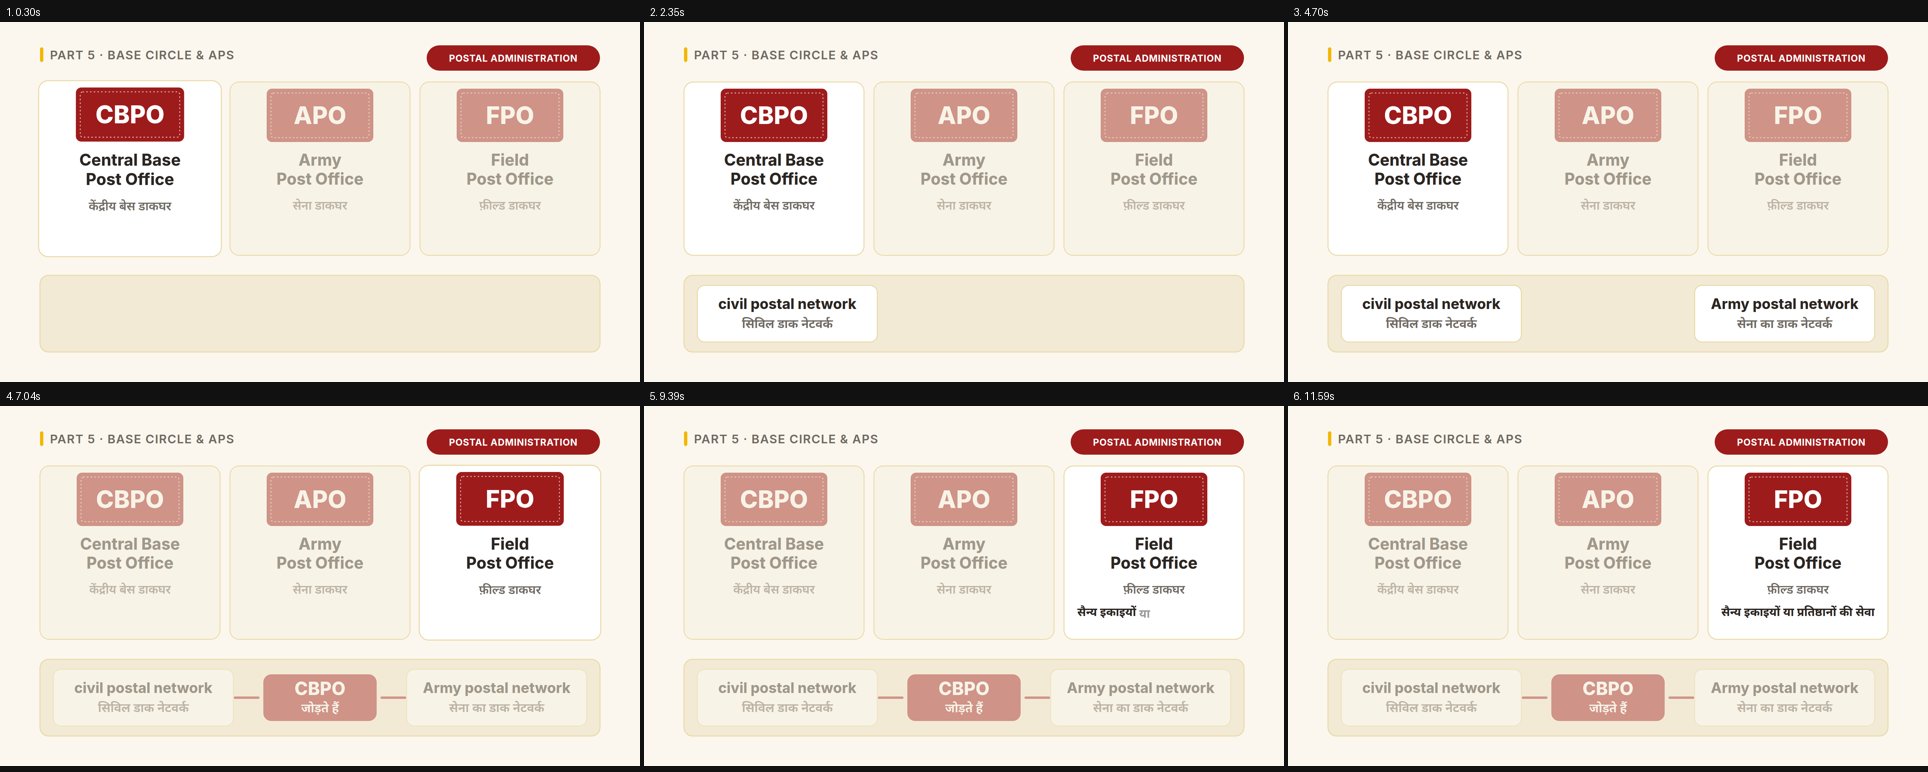 1. 0.30s
PART 5 · BASE CIRCLE & APS
POSTAL ADMINISTRATION
CBPO
Central Base
Post Office
केंद्रीय बेस डाकघर
APO
Army
Post Office
सेना डाकघर
FPO
Field
Post Office
फ़ील्ड डाकघर
2. 2.35s
PART 5 · BASE CIRCLE & APS
POSTAL ADMINISTRATION
CBPO
Central Base
Post Office
केंद्रीय बेस डाकघर
APO
Army
Post Office
सेना डाकघर
FPO
Field
Post Office
फ़ील्ड डाकघर
civil postal network
सिविल डाक नेटवर्क
3. 4.70s
PART 5 · BASE CIRCLE & APS
POSTAL ADMINISTRATION
CBPO
Central Base
Post Office
केंद्रीय बेस डाकघर
APO
Army
Post Office
सेना डाकघर
FPO
Field
Post Office
फ़ील्ड डाकघर
civil postal network
सिविल डाक नेटवर्क
Army postal network
सेना का डाक नेटवर्क
4. 7.04s
PART 5 · BASE CIRCLE & APS
POSTAL ADMINISTRATION
CBPO
Central Base
Post Office
केंद्रीय बेस डाकघर
APO
Army
Post Office
सेना डाकघर
FPO
Field
Post Office
फ़ील्ड डाकघर
civil postal network
सिविल डाक नेटवर्क
CBPO
जोड़ते हैं
Army postal network
सेना का डाक नेटवर्क
5. 9.39s
PART 5 · BASE CIRCLE & APS
POSTAL ADMINISTRATION
CBPO
Central Base
Post Office
केंद्रीय बेस डाकघर
APO
Army
Post Office
सेना डाकघर
FPO
Field
Post Office
फ़ील्ड डाकघर
सैन्य इकाइयों या
civil postal network
सिविल डाक नेटवर्क
CBPO
जोड़ते हैं
Army postal network
सेना का डाक नेटवर्क
6. 11.59s
PART 5 · BASE CIRCLE & APS
POSTAL ADMINISTRATION
CBPO
Central Base
Post Office
केंद्रीय बेस डाकघर
APO
Army
Post Office
सेना डाकघर
FPO
Field
Post Office
फ़ील्ड डाकघर
सैन्य इकाइयों या प्रतिष्ठानों की सेवा
civil postal network
सिविल डाक नेटवर्क
CBPO
जोड़ते हैं
Army postal network
सेना का डाक नेटवर्क